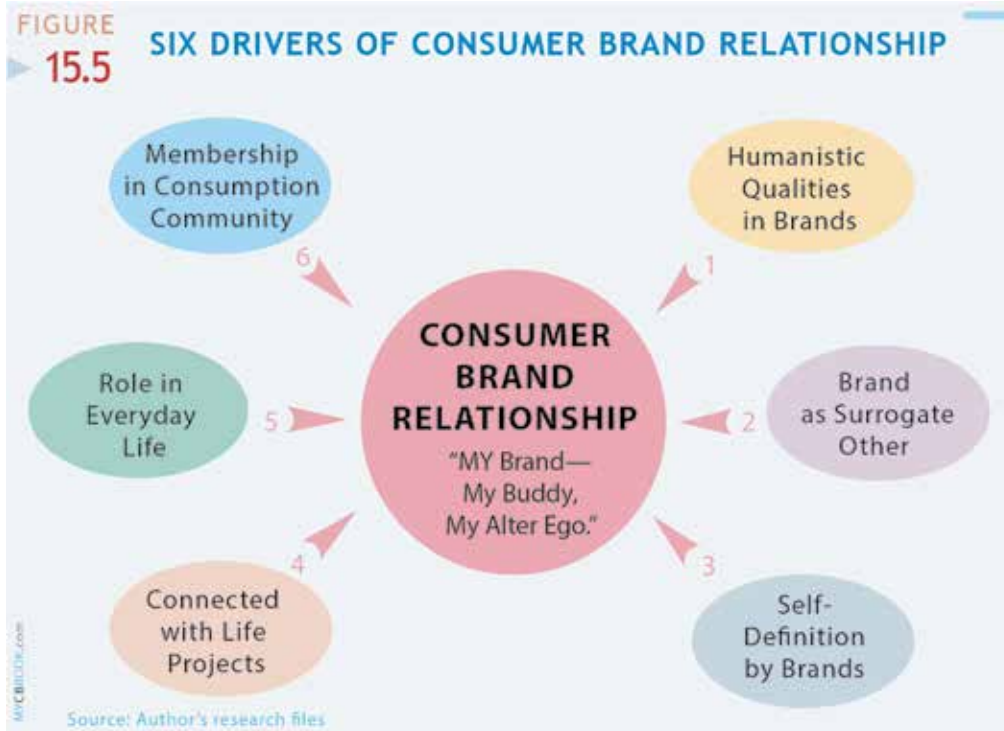 FIGURE
15.5
SIX DRIVERS OF CONSUMER BRAND RELATIONSHIP
Membership
in Consumption
Community
6
Humanistic
Qualities
in Brands
1
Role in
Everyday
Life
5
CONSUMER
BRAND
RELATIONSHIP
“MY Brand—
My Buddy,
My Alter Ego.”
2
Brand
as Surrogate
Other
4
Connected
with Life
Projects
3
Self-
Definition
by Brands
MYCBBOOK.com
Source: Author's research files